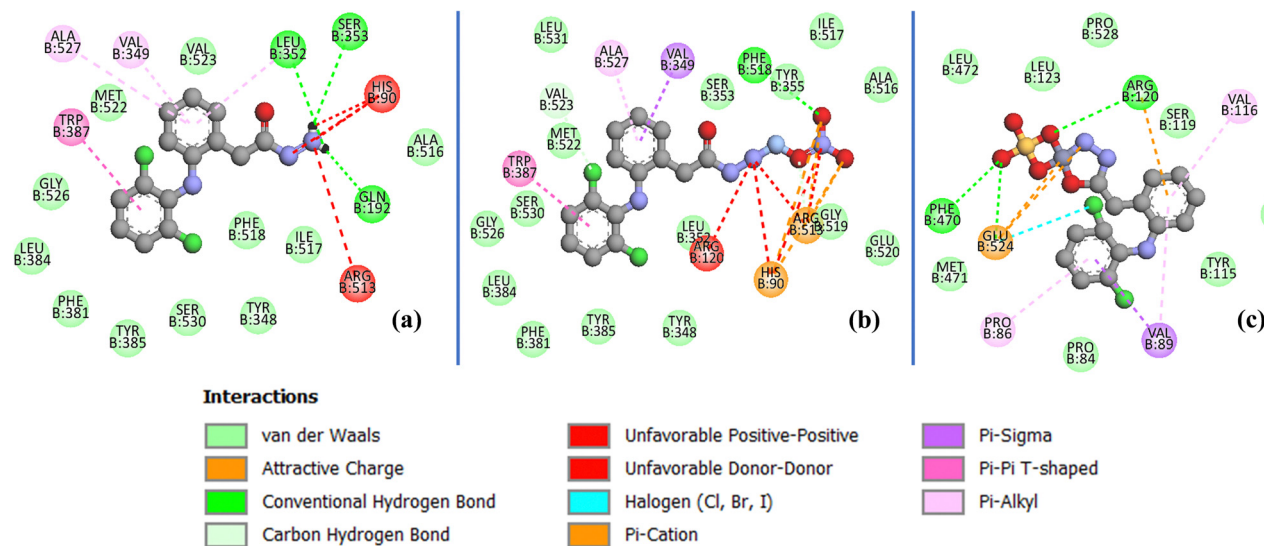 SER
B:353
ALA
B:527
VAL
B:349
VAL
B:523
LEU
B:352
HIS
B:90
MET
B:522
TRP
B:387
ALA
B:516
GLY
B:526
GLN
B:192
PHE
B:518
ILE
B:517
LEU
B:384
ARG
B:513
PHE
B:381
TYR
B:385
SER
B:530
TYR
B:348
(a)
LEU
B:531
ALA
B:527
VAL
B:349
PHE
B:518
ILE
B:517
TYR
B:355
SER
B:353
ALA
B:516
VAL
B:523
MET
B:522
TRP
B:387
SER
B:530
GLY
B:526
ARG
B:120
ARG
B:513
GLY
B:519
GLU
B:520
HIS
B:90
LEU
B:384
PHE
B:381
TYR
B:385
TYR
B:348
(b)
PRO
B:528
LEU
B:472
LEU
B:123
ARG
B:120
SER
B:119
VAL
B:116
PHE
B:470
GLU
B:524
MET
B:471
TYR
B:115
PRO
B:86
PRO
B:84
VAL
B:89
(c)
Interactions
van der Waals
Attractive Charge
Conventional Hydrogen Bond
Carbon Hydrogen Bond
Unfavorable Positive-Positive
Unfavorable Donor-Donor
Halogen (Cl, Br, I)
Pi-Cation
Pi-Sigma
Pi-Pi T-shaped
Pi-Alkyl